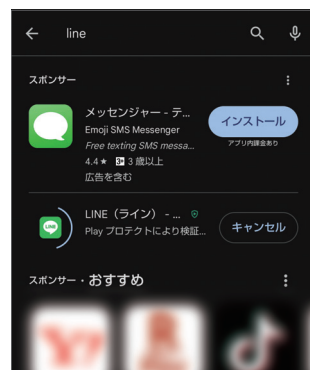 line
スポンサー
メッセンジャー - テ...
Emoji SMS Messenger
Free texting SMS messa...
4.4★ 3+ 3 歳以上
広告を含む
インストール
アプリ内課金あり
LINE
LINE（ライン） - ...
Play プロテクトにより検証...
キャンセル
スポンサー・おすすめ